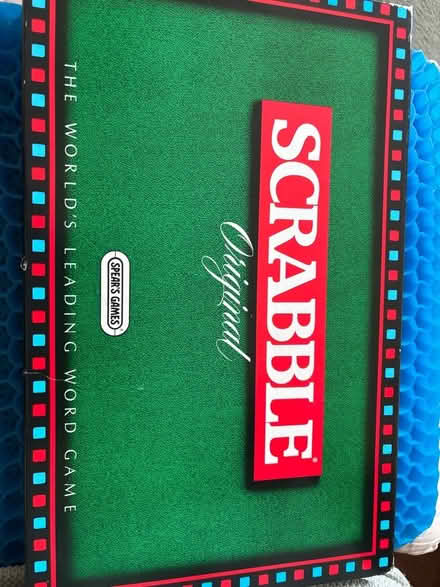 SCRABBLE®
Original
SPEAR'S GAMES
THE WORLD'S LEADING WORD GAME